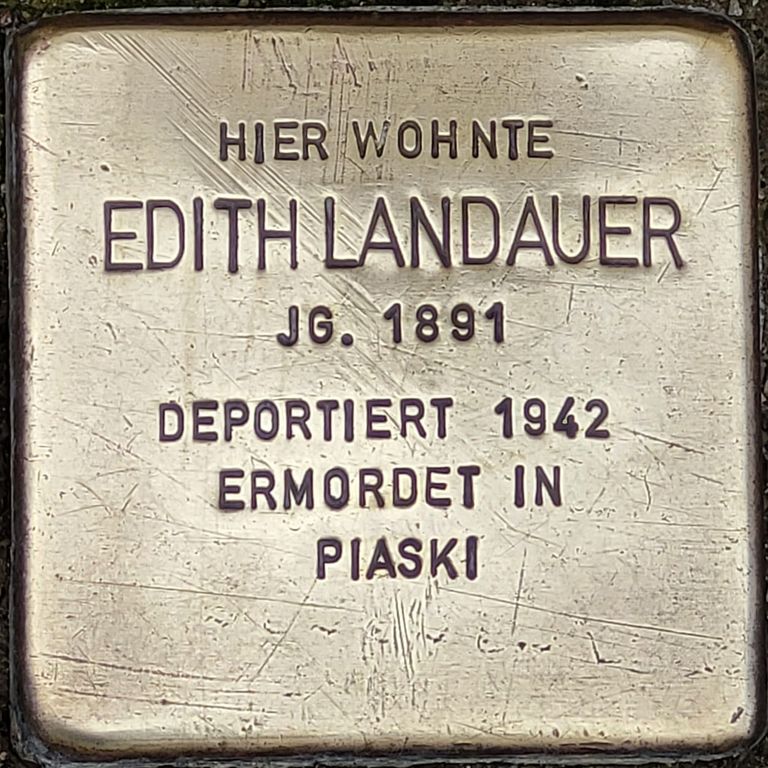 HIER WOHNTE
EDITH LANDAUER
JG. 1891
DEPORTIERT 1942
ERMORDET IN
PIASKI